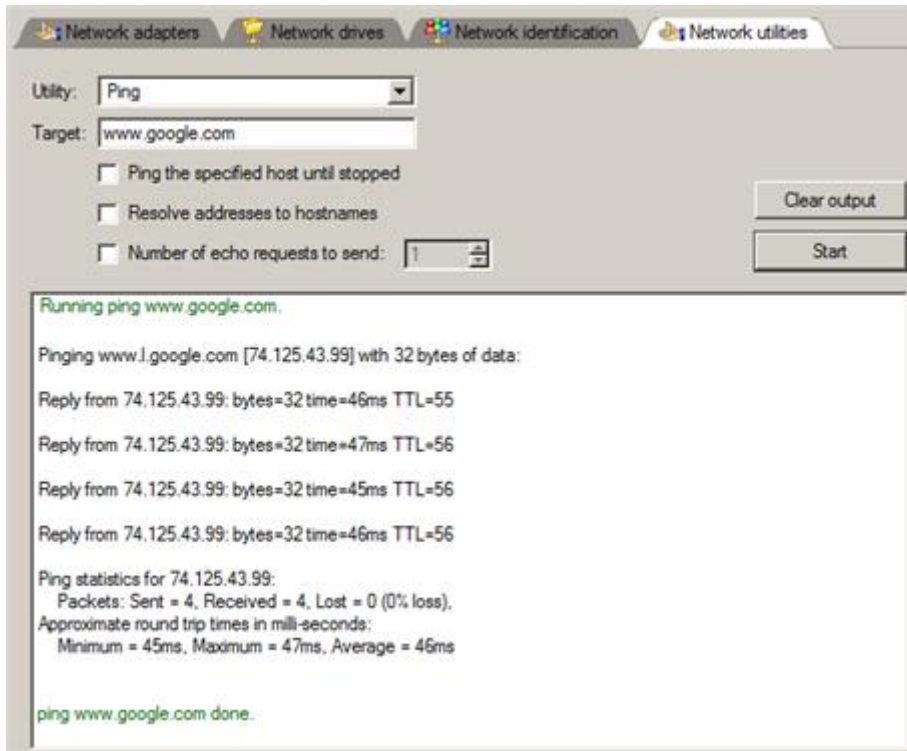 Network adapters
Network drives
Network identification
Network utilities
Utility: Ping
Target: www.google.com
Ping the specified host until stopped
Resolve addresses to hostnames
Clear output
Number of echo requests to send: 1
Start
Running ping www.google.com.
Pinging www.l.google.com [74.125.43.99] with 32 bytes of data:
Reply from 74.125.43.99: bytes=32 time=46ms TTL=55
Reply from 74.125.43.99: bytes=32 time=47ms TTL=56
Reply from 74.125.43.99: bytes=32 time=45ms TTL=56
Reply from 74.125.43.99: bytes=32 time=46ms TTL=56
Ping statistics for 74.125.43.99:
Packets: Sent = 4, Received = 4, Lost = 0 (0% loss),
Approximate round trip times in milli-seconds:
Minimum = 45ms, Maximum = 47ms, Average = 46ms
ping www.google.com done.